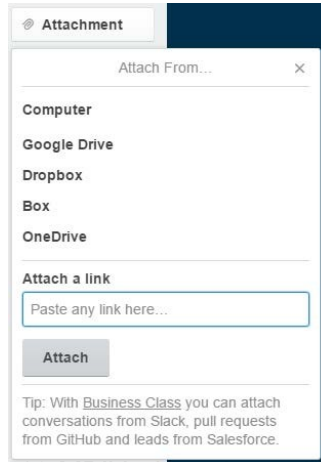 Attachment
Attach From...
Computer
Google Drive
Dropbox
Box
OneDrive
Attach a link
Paste any link here...
Attach
Tip: With Business Class you can attach
conversations from Slack, pull requests
from GitHub and leads from Salesforce.